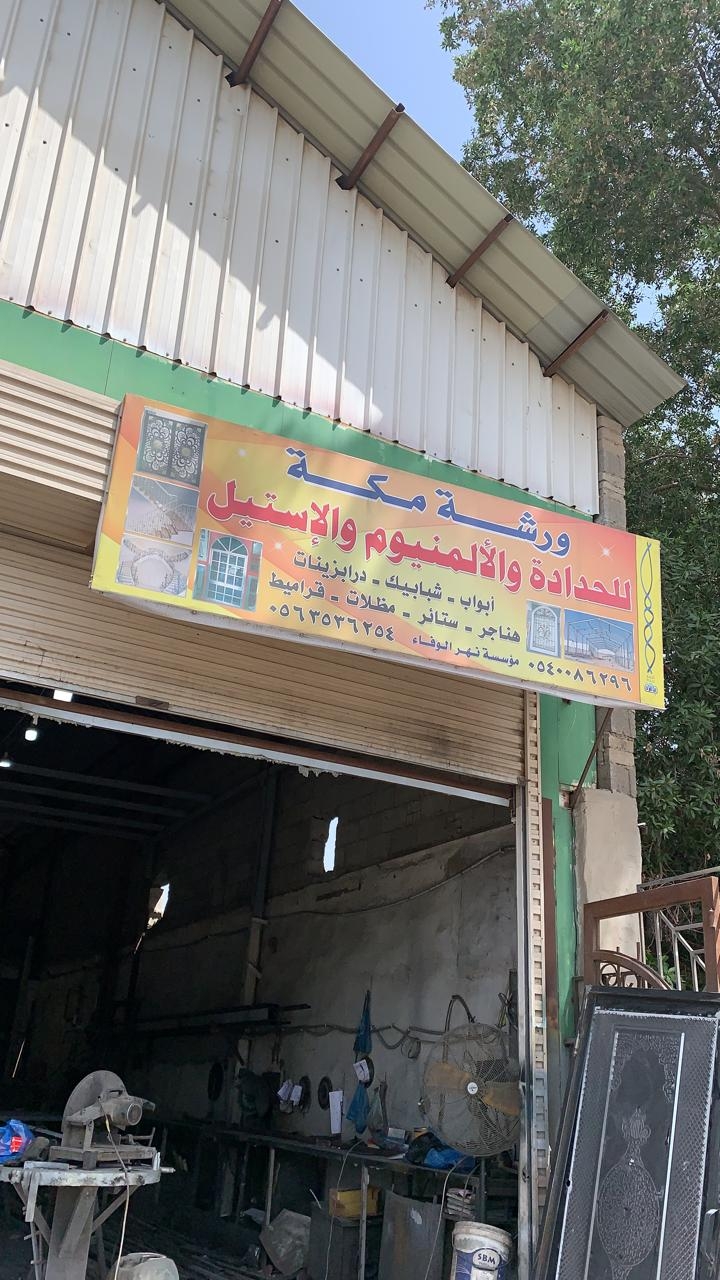 ورشة مكة
للحدادة والألمنيوم والإستيل
أبواب - شبابيك - درابزينات
هناجر - ستائر - مظلات - قراميط
٠٥٤٠٠٨٦٢٩٦ مؤسسة نهر الوفاء ٠٥٦٣٥٣٦٢٥٤
SBM